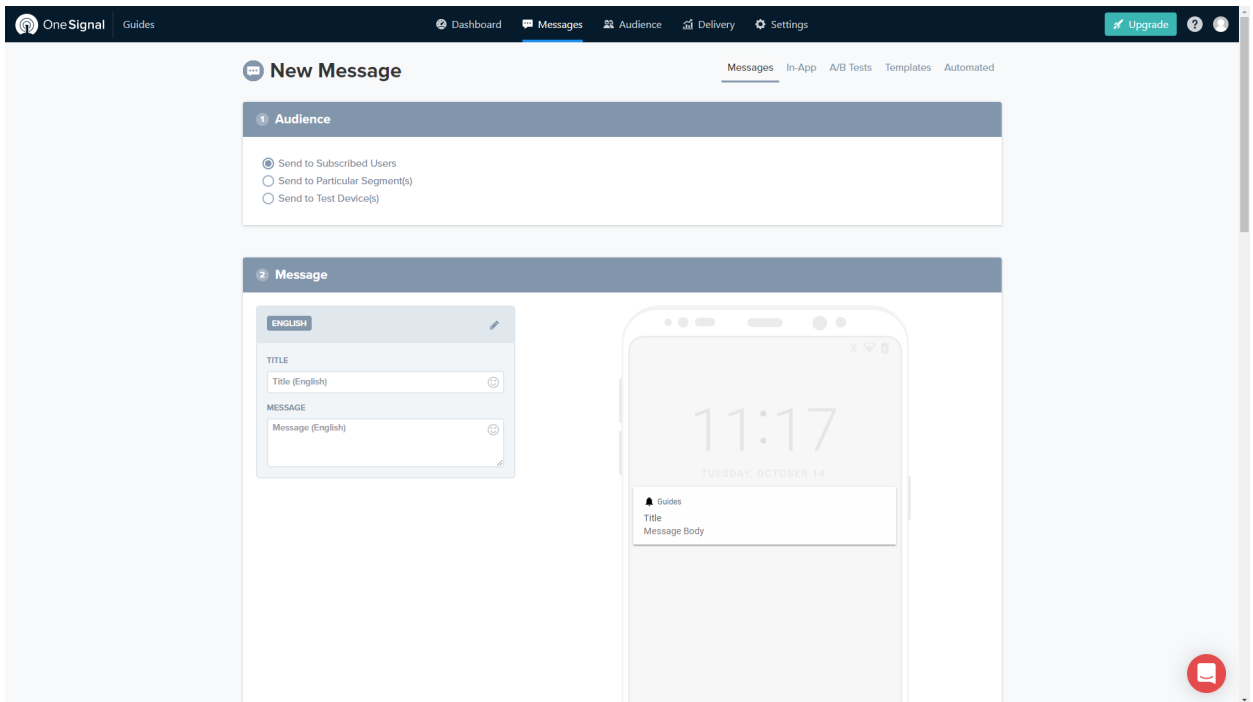 OneSignal Guides Dashboard Messages Audience Delivery Settings Upgrade ?
New Message Messages In-App A/B Tests Templates Automated
1 Audience
Send to Subscribed Users
Send to Particular Segment(s)
Send to Test Device(s)
2 Message
ENGLISH
TITLE
Title (English)
MESSAGE
Message (English)
11:17
TUESDAY, OCTOBER 14
Guides
Title
Message Body